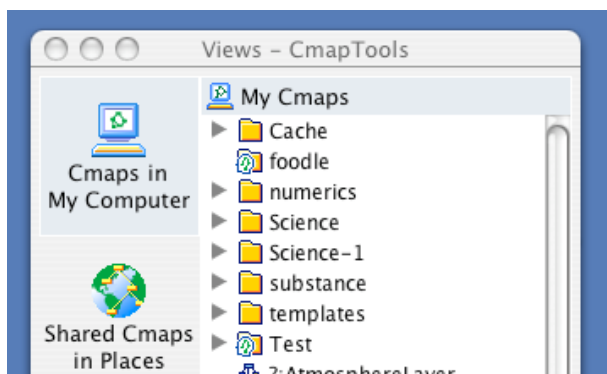 Views – CmapTools
My Cmaps
Cmaps in
My Computer
Shared Cmaps
in Places
Cache
foodle
numerics
Science
Science-1
substance
templates
Test
?:AtmosphereLayer